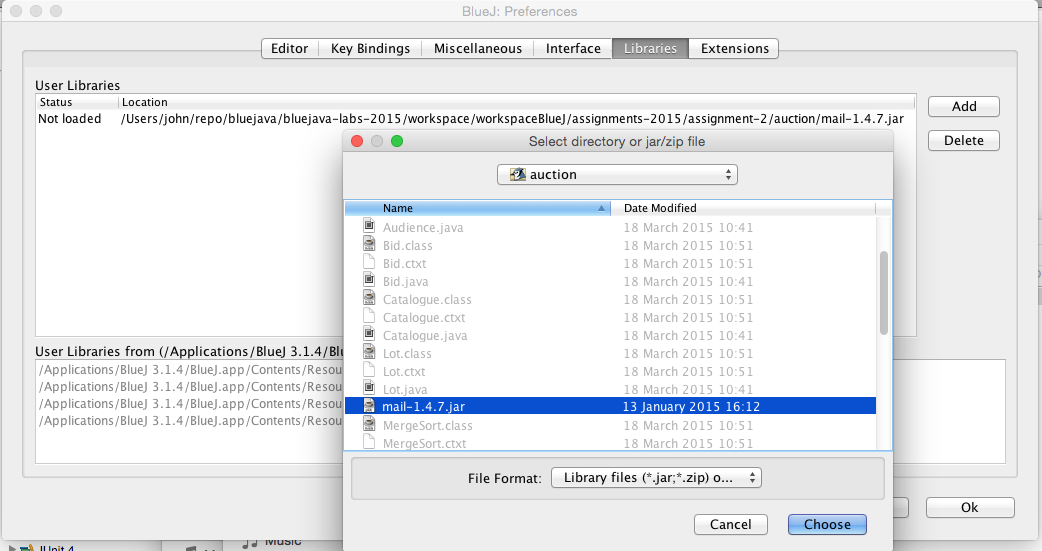 BlueJ: Preferences
Editor Key Bindings Miscellaneous Interface Libraries Extensions
User Libraries
Status Location
Not loaded /Users/john/repo/bluejava/bluejava-labs-2015/workspace/workspaceBlueJ/assignments-2015/assignment-2/auction/mail-1.4.7.jar
Add
Delete
Select directory or jar/zip file
auction
Name Date Modified
Audience.java 18 March 2015 10:41
Bid.class 18 March 2015 10:51
Bid.ctxt 18 March 2015 10:51
Bid.java 18 March 2015 10:41
Catalogue.class 18 March 2015 10:51
Catalogue.ctxt 18 March 2015 10:51
Catalogue.java 18 March 2015 10:41
Lot.class 18 March 2015 10:51
Lot.ctxt 18 March 2015 10:51
Lot.java 18 March 2015 10:41
mail-1.4.7.jar 13 January 2015 16:12
MergeSort.class 18 March 2015 10:51
MergeSort.ctxt 18 March 2015 10:51
User Libraries from (/Applications/BlueJ 3.1.4/Blu
/Applications/BlueJ 3.1.4/BlueJ.app/Contents/Resou
/Applications/BlueJ 3.1.4/BlueJ.app/Contents/Resou
/Applications/BlueJ 3.1.4/BlueJ.app/Contents/Resou
/Applications/BlueJ 3.1.4/BlueJ.app/Contents/Resou
File Format: Library files (*.jar;*.zip) o...
Cancel Choose
Ok
JUnit 4
Music